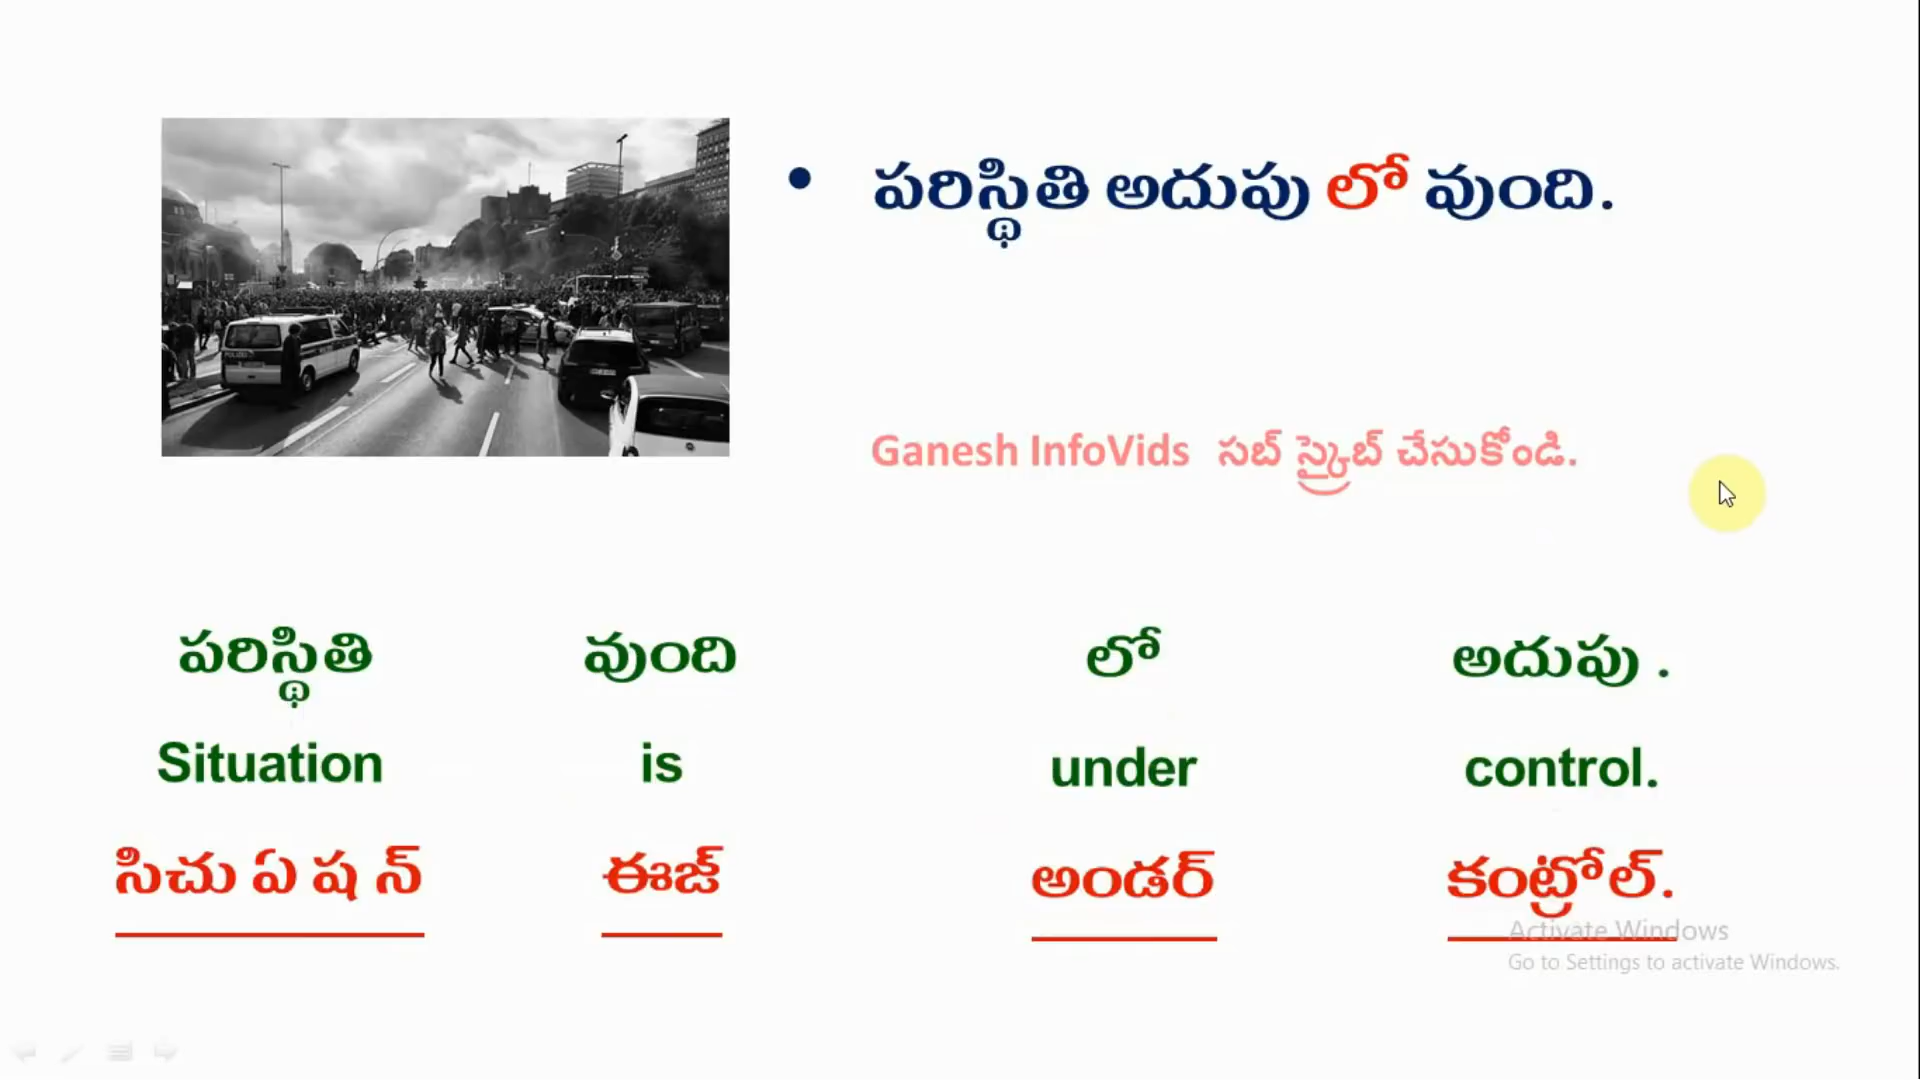 • పరిస్థితి అదుపు లో వుంది.
Ganesh InfoVids సబ్ స్క్రైబ్ చేసుకోండి.
పరిస్థితి వుంది లో అదుపు .
Situation is under control.
సిచు ఏ ష న్ ఈజ్ అండర్ కంట్రోల్.
Activate Windows
Go to Settings to activate Windows.
POLIZEI